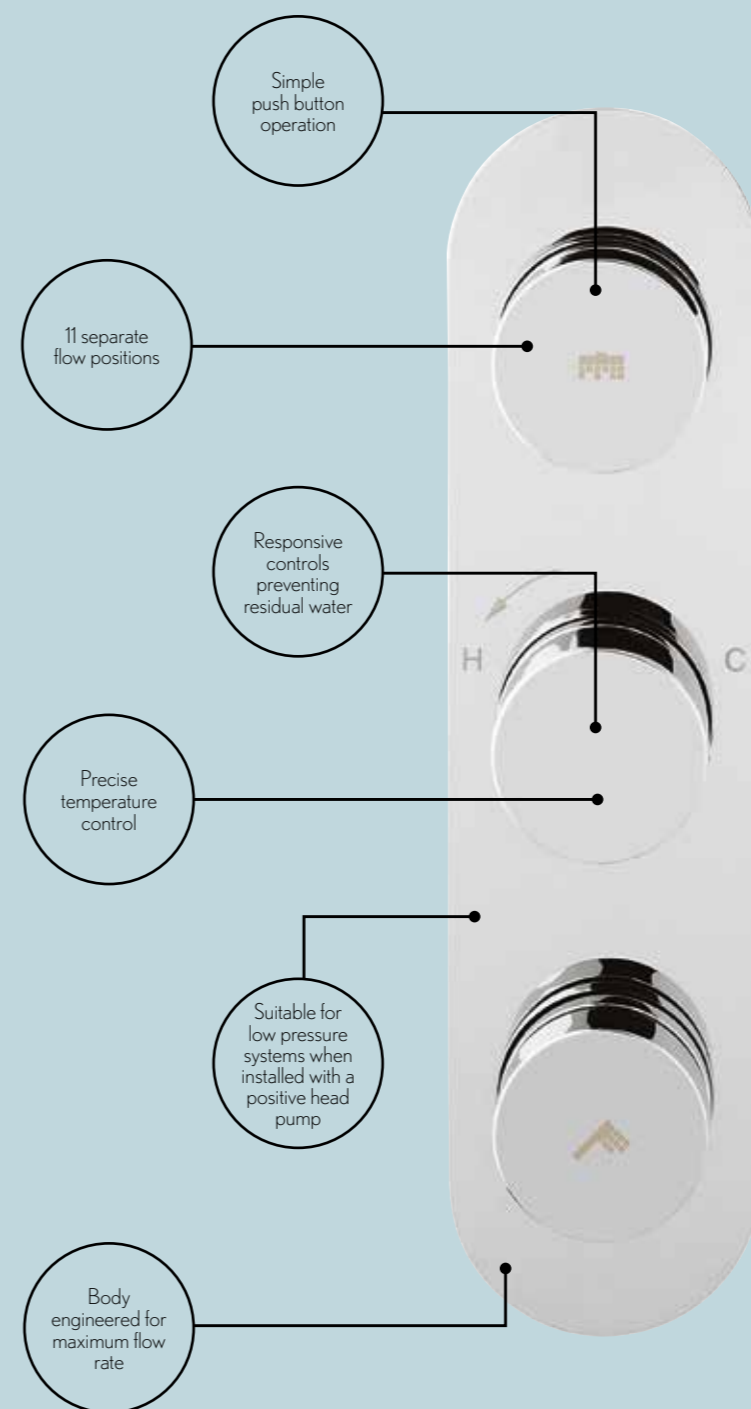 Simple
push button
operation
11 separate
flow positions
Responsive
controls
preventing
residual water
H
C
Precise
temperature
control
Suitable for
low pressure
systems when
installed with a
positive head
pump
Body
engineered for
maximum flow
rate